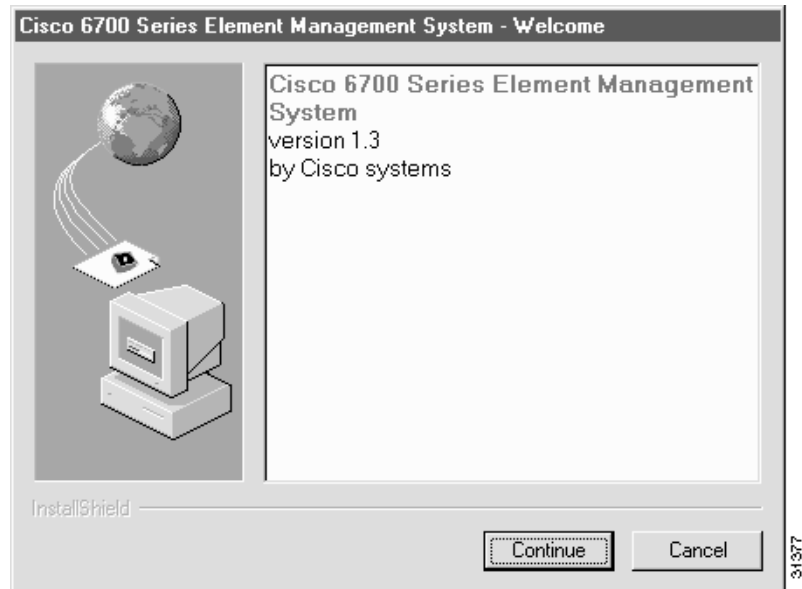 Cisco 6700 Series Element Management System - Welcome
Cisco 6700 Series Element Management
System
version 1.3
by Cisco systems
InstallShield
Continue
Cancel
31377